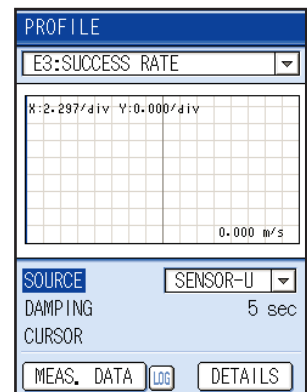 PROFILE
E3:SUCCESS RATE
X:2.297/div Y:0.000/div
0.000 m/s
SOURCE SENSOR-U
DAMPING 5 sec
CURSOR
MEAS. DATA LOG DETAILS